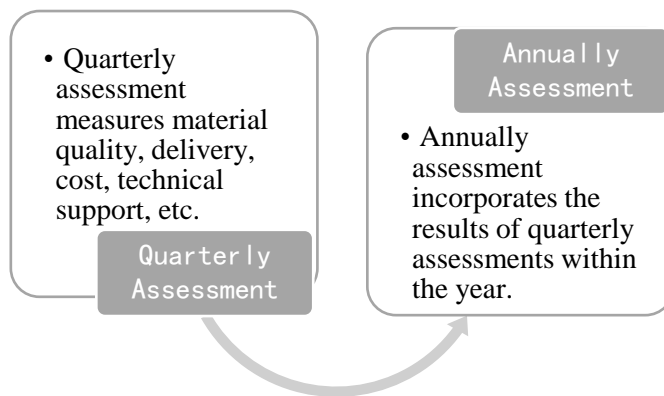 • Quarterly
assessment
measures material
quality, delivery,
cost, technical
support, etc.
Quarterly
Assessment
Annually
Assessment
• Annually
assessment
incorporates the
results of quarterly
assessments within
the year.